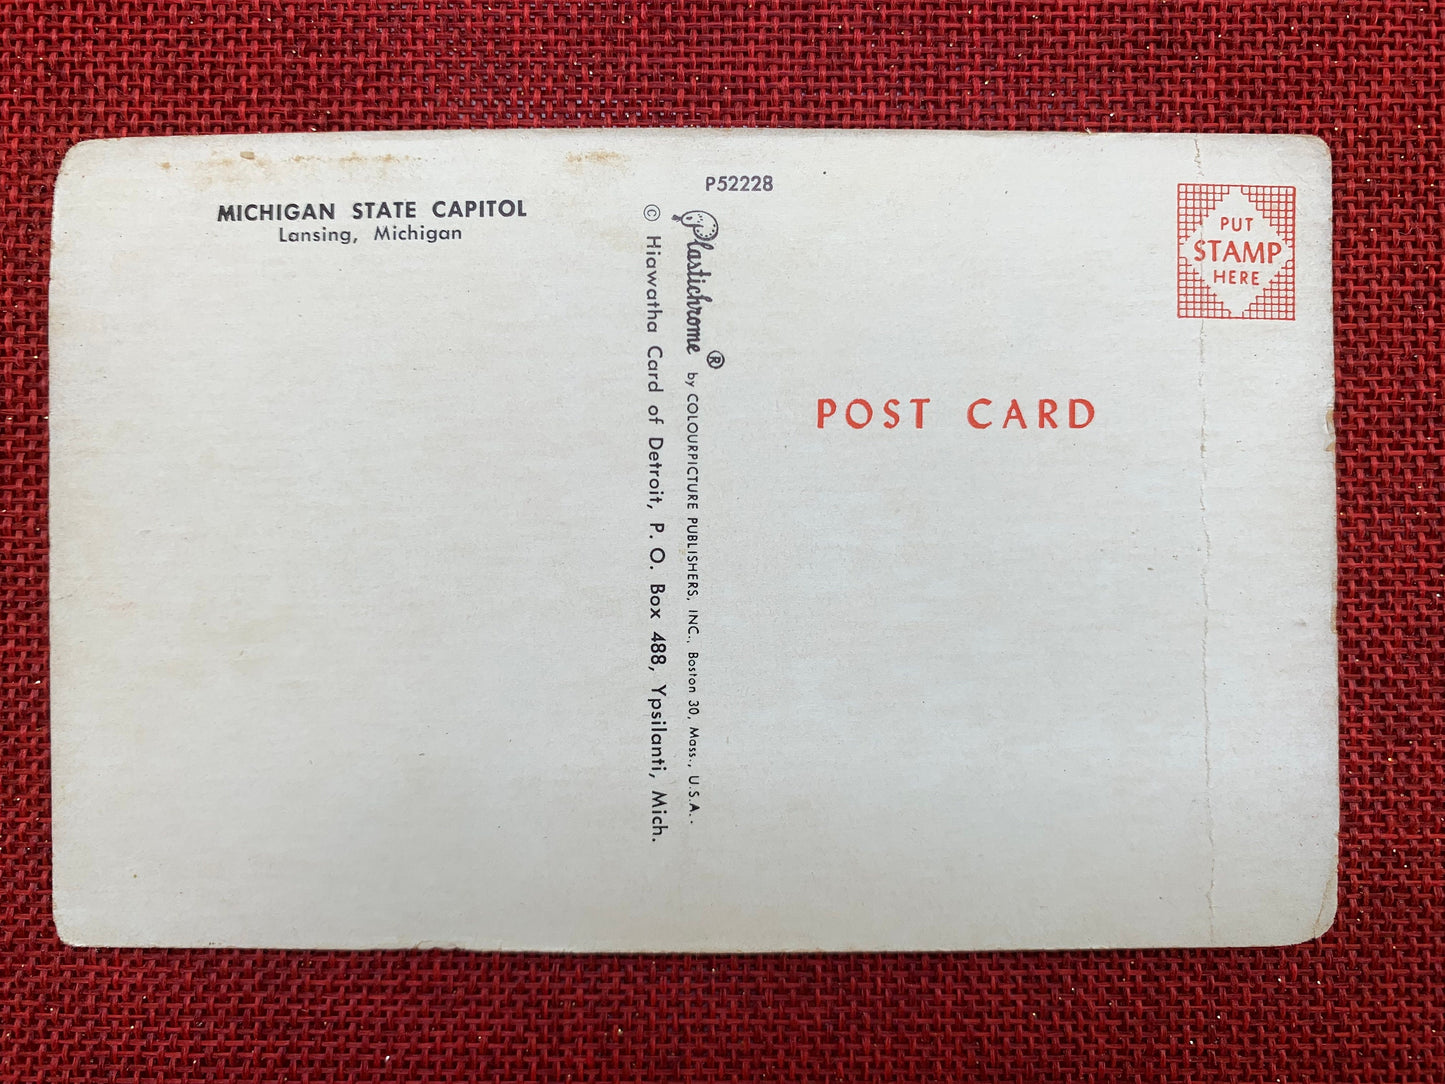 MICHIGAN STATE CAPITOL
Lansing, Michigan
P52228
© Hiawatha Card of Detroit, P. O. Box 488, Ypsilanti, Mich.
Plastichrome ® by COLOURPICTURE PUBLISHERS, INC., Boston 30, Mass., U.S.A.
PUT
STAMP
HERE
POST CARD